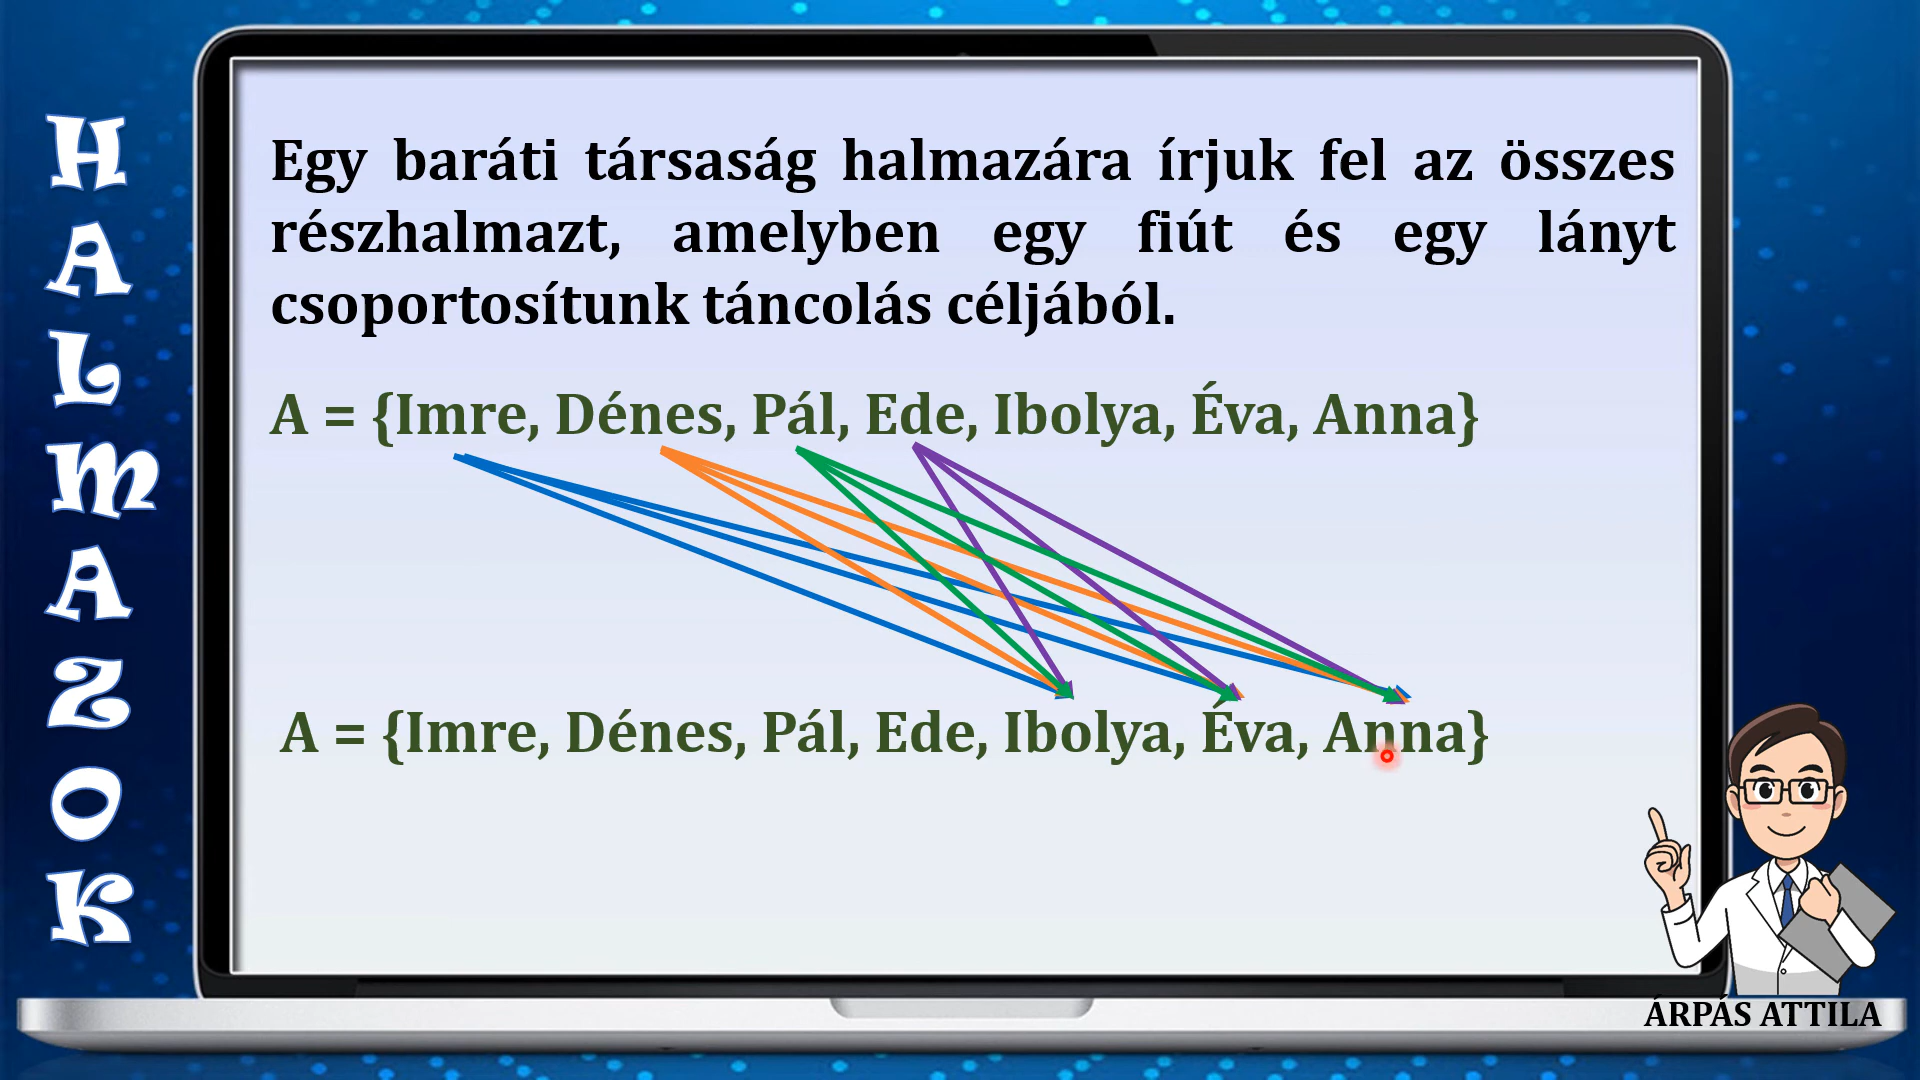 HALMAZOK
Egy baráti társaság halmazára írjuk fel az összes
részhalmazt, amelyben egy fiút és egy lányt
csoportosítunk táncolás céljából.
A = {Imre, Dénes, Pál, Ede, Ibolya, Éva, Anna}
A = {Imre, Dénes, Pál, Ede, Ibolya, Éva, Anna}
ÁRPÁS ATTILA